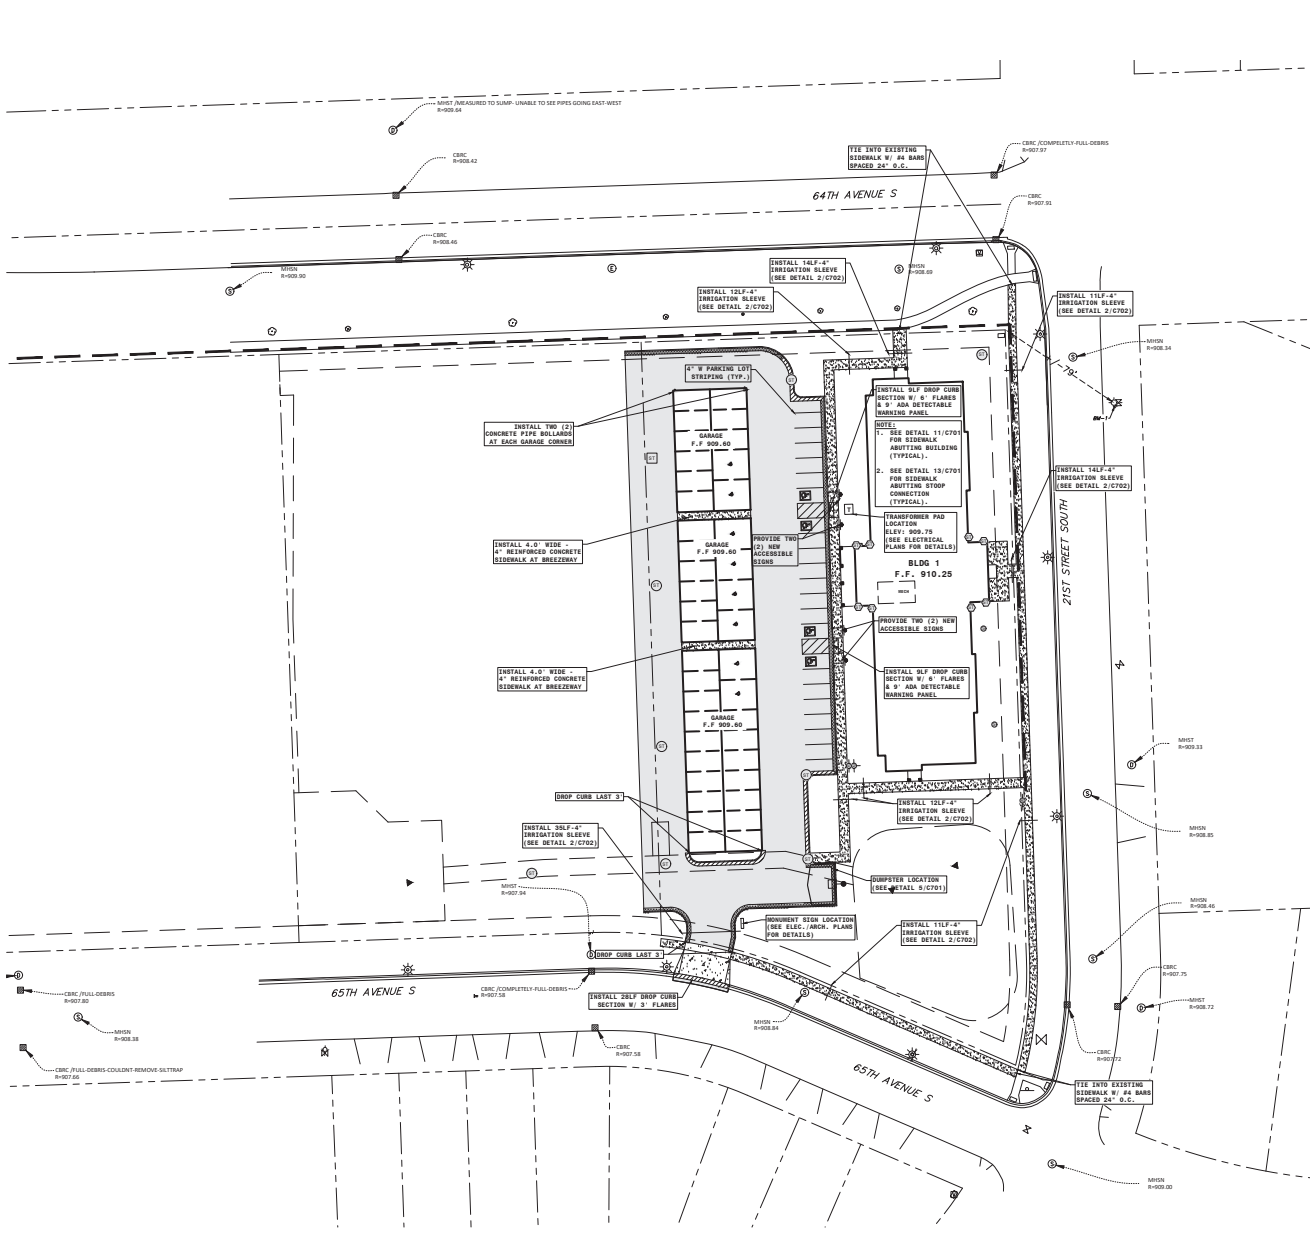 MHST /MEASURED TO SUMP- UNABLE TO SEE PIPES GOING EAST-WEST
R=909.64
CBRC
R=908.42
TIE INTO EXISTING
SIDEWALK W/ #4 BARS
SPACED 24" O.C.
CBRC /COMPELETLY-FULL-DEBRIS
R=907.97
64TH AVENUE S
CBRC
R=907.91
CBRC
R=908.46
MHSN
R=909.90
INSTALL 14LF-4"
IRRIGATION SLEEVE
(SEE DETAIL 2/C702)
MHSN
R=908.69
INSTALL 12LF-4"
IRRIGATION SLEEVE
(SEE DETAIL 2/C702)
INSTALL 11LF-4"
IRRIGATION SLEEVE
(SEE DETAIL 2/C702)
MHSN
R=908.34
79'
4" W PARKING LOT
STRIPING (TYP.)
INSTALL 9LF DROP CURB
SECTION W/ 6' FLARES
& 9' ADA DETECTABLE
WARNING PANEL
INSTALL TWO (2)
CONCRETE PIPE BOLLARDS
AT EACH GARAGE CORNER
GARAGE
F.F 909.60
NOTE:
1. SEE DETAIL 11/C701
FOR SIDEWALK
ABUTTING BUILDING
(TYPICAL).
2. SEE DETAIL 13/C701
FOR SIDEWALK
ABUTTING STOOP
CONNECTION
(TYPICAL).
INSTALL 14LF-4"
IRRIGATION SLEEVE
(SEE DETAIL 2/C702)
TRANSFORMER PAD
LOCATION
ELEV: 909.75
(SEE ELECTRICAL
PLANS FOR DETAILS)
INSTALL 4.0' WIDE -
4" REINFORCED CONCRETE
SIDEWALK AT BREEZEWAY
GARAGE
F.F 909.60
PROVIDE TWO
(2) NEW
ACCESSIBLE
SIGNS
BLDG 1
F.F. 910.25
MECH
21ST STREET SOUTH
PROVIDE TWO (2) NEW
ACCESSIBLE SIGNS
INSTALL 4.0' WIDE -
4" REINFORCED CONCRETE
SIDEWALK AT BREEZEWAY
INSTALL 9LF DROP CURB
SECTION W/ 6' FLARES
& 9' ADA DETECTABLE
WARNING PANEL
GARAGE
F.F 909.60
MHST
R=909.33
DROP CURB LAST 3'
INSTALL 12LF-4"
IRRIGATION SLEEVE
(SEE DETAIL 2/C702)
INSTALL 35LF-4"
IRRIGATION SLEEVE
(SEE DETAIL 2/C702)
MHSN
R=908.85
MHST
R=907.94
DUMPSTER LOCATION
(SEE DETAIL 5/C701)
MHSN
R=908.46
MONUMENT SIGN LOCATION
(SEE ELEC./ARCH. PLANS
FOR DETAILS)
INSTALL 11LF-4"
IRRIGATION SLEEVE
(SEE DETAIL 2/C702)
DROP CURB LAST 3'
CBRC
R=907.75
65TH AVENUE S
CBRC /FULL-DEBRIS
R=907.80
CBRC /COMPLETELY-FULL-DEBRIS
R=907.58
INSTALL 28LF DROP CURB
SECTION W/ 3' FLARES
MHST
R=908.72
MHSN
R=908.84
MHSN
R=908.38
CBRC
R=907.58
CBRC
R=907.72
CBRC /FULL-DEBRIS-COULDNT-REMOVE-SILTTRAP
R=907.66
65TH AVENUE S
TIE INTO EXISTING
SIDEWALK W/ #4 BARS
SPACED 24" O.C.
MHSN
R=909.00